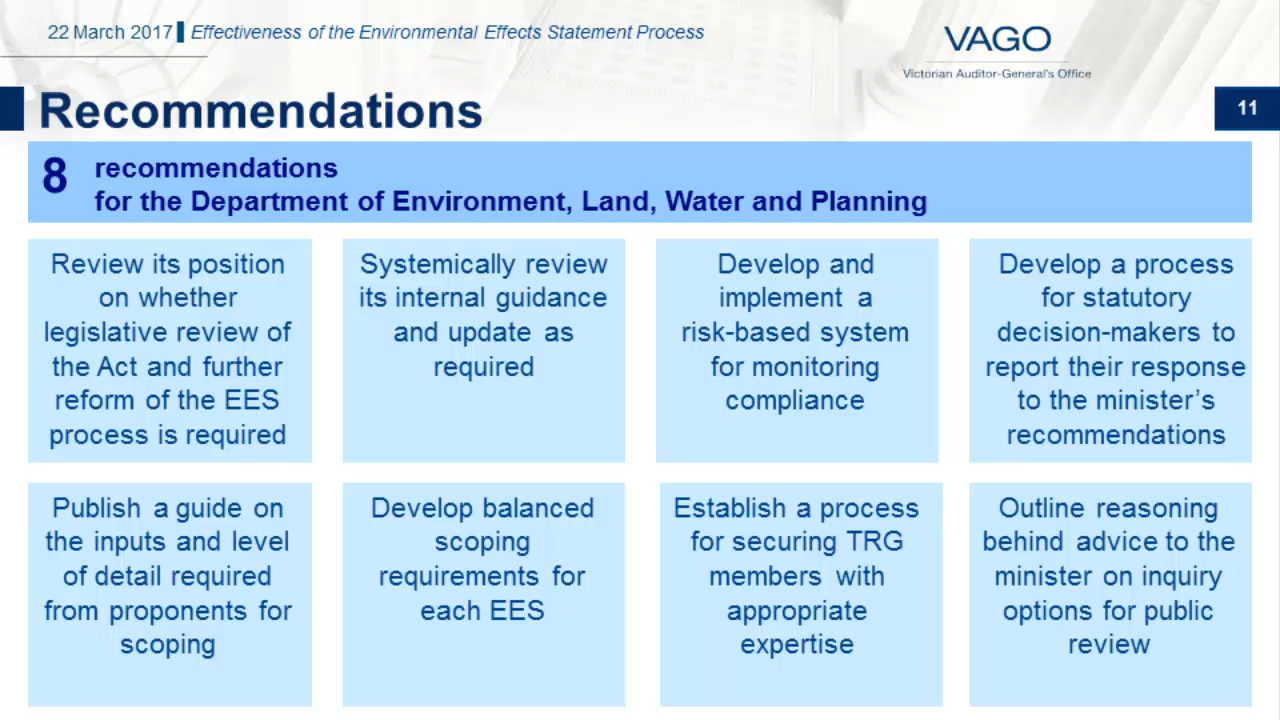 22 March 2017 Effectiveness of the Environmental Effects Statement Process
VAGO
Victorian Auditor-General's Office
Recommendations
11
8 recommendations
for the Department of Environment, Land, Water and Planning
Review its position
on whether
legislative review of
the Act and further
reform of the EES
process is required
Systemically review
its internal guidance
and update as
required
Develop and
implement a
risk-based system
for monitoring
compliance
Develop a process
for statutory
decision-makers to
report their response
to the minister's
recommendations
Publish a guide on
the inputs and level
of detail required
from proponents for
scoping
Develop balanced
scoping
requirements for
each EES
Establish a process
for securing TRG
members with
appropriate
expertise
Outline reasoning
behind advice to the
minister on inquiry
options for public
review